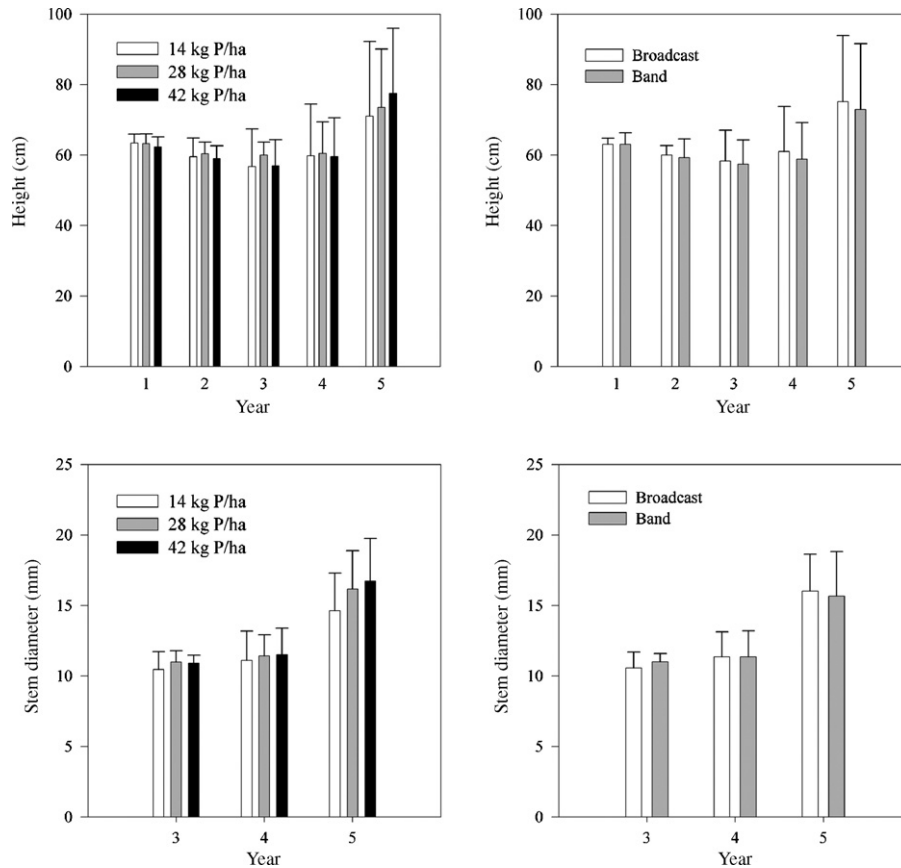 100
80
60
40
20
0
Height (cm)
14 kg P/ha
28 kg P/ha
42 kg P/ha
1 2 3 4 5
Year
100
80
60
40
20
0
Height (cm)
Broadcast
Band
1 2 3 4 5
Year
25
20
15
10
5
0
Stem diameter (mm)
14 kg P/ha
28 kg P/ha
42 kg P/ha
3 4 5
Year
25
20
15
10
5
0
Stem diameter (mm)
Broadcast
Band
3 4 5
Year